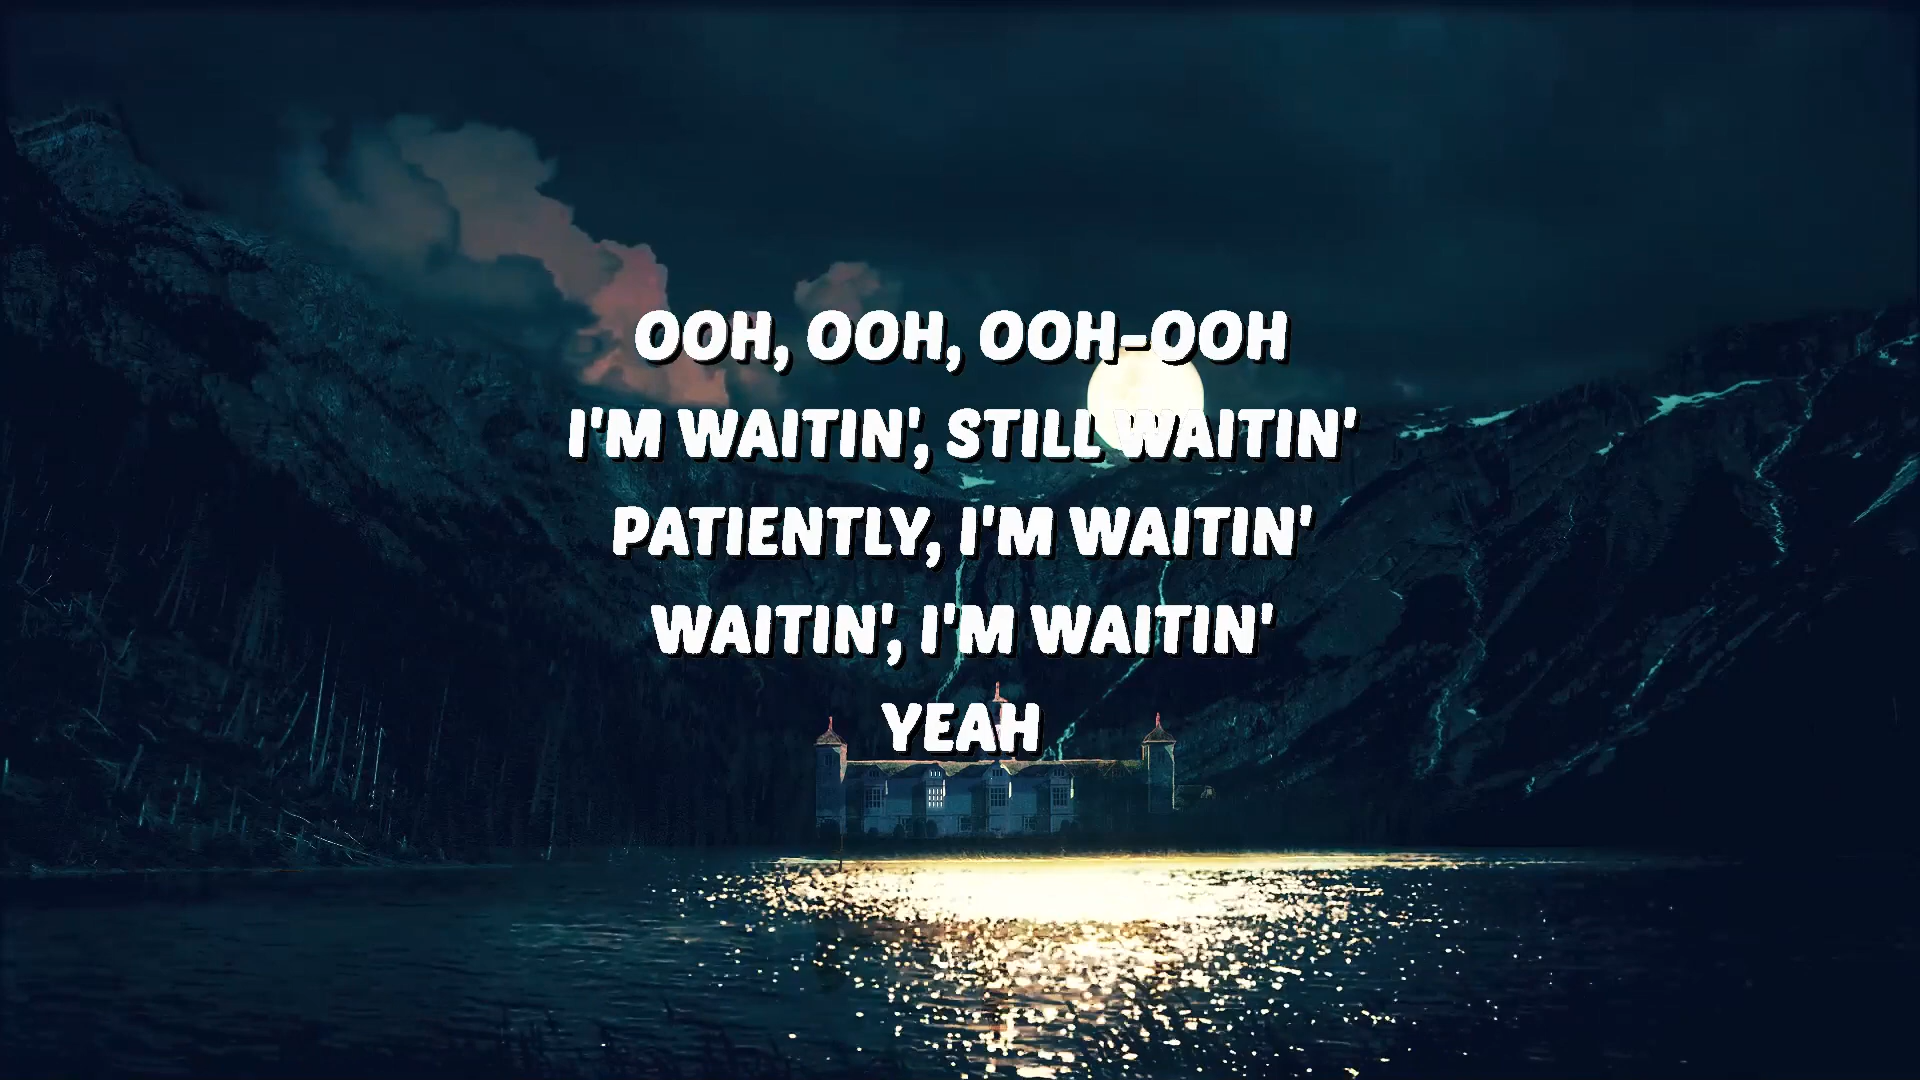 OOH, OOH, OOH-OOH
I'M WAITIN', STILL WAITIN'
PATIENTLY, I'M WAITIN'
WAITIN', I'M WAITIN'
YEAH